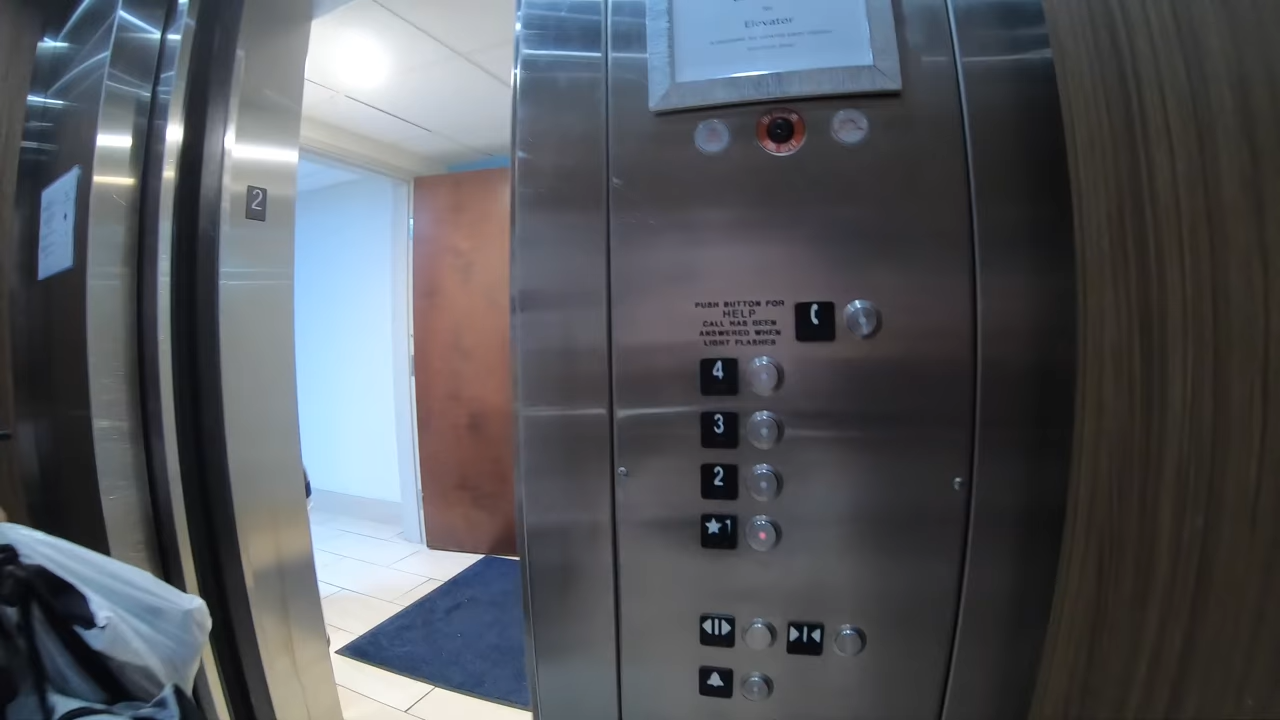 Elevator
2
PUSH BUTTON FOR
HELP
CALL HAS BEEN
ANSWERED WHEN
LIGHT FLASHES
4
3
2
★1